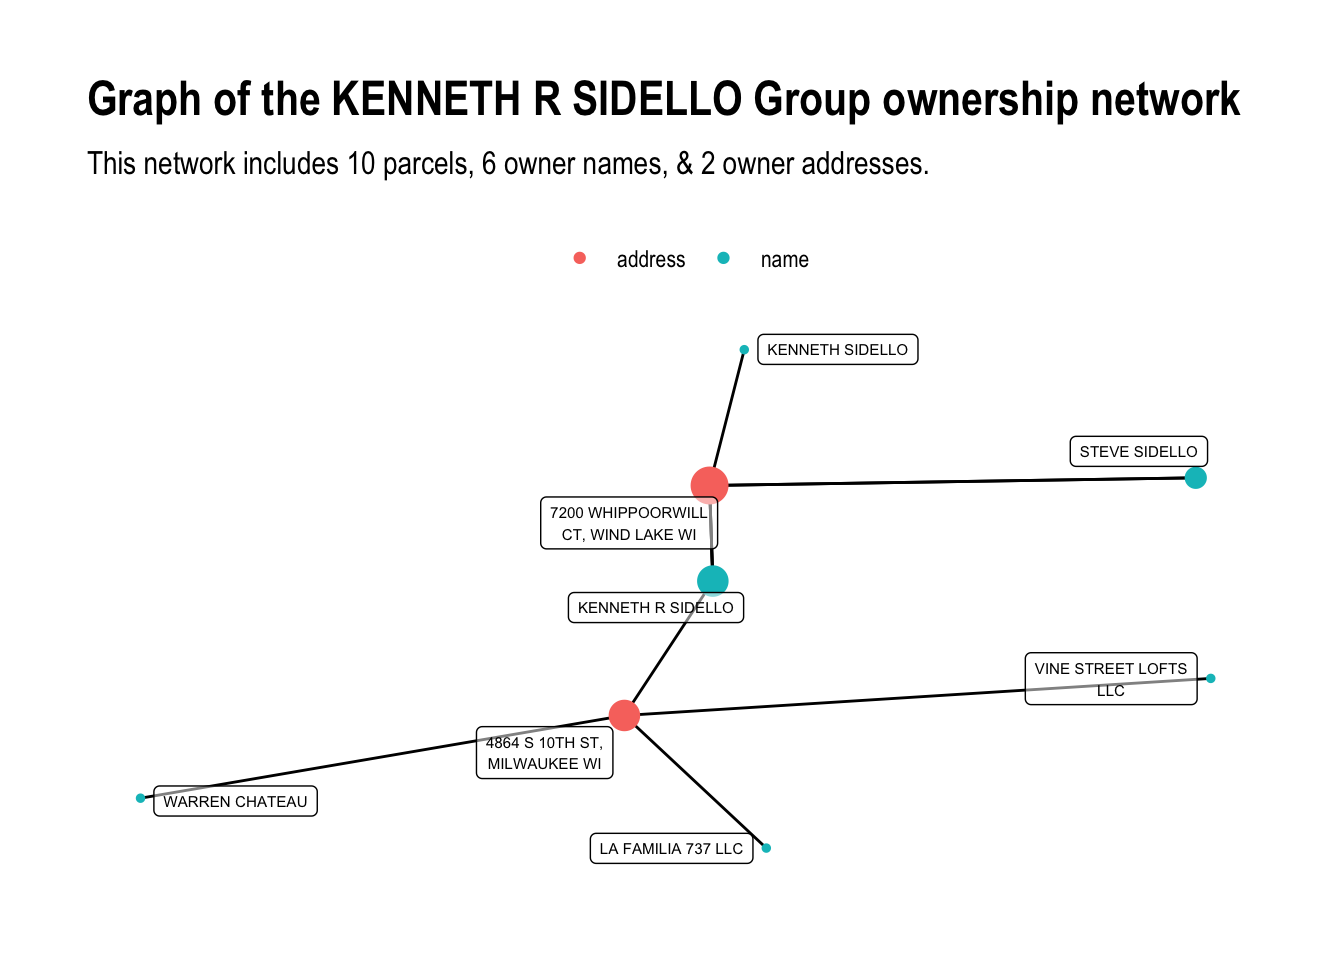 Graph of the KENNETH R SIDELLO Group ownership network
This network includes 10 parcels, 6 owner names, & 2 owner addresses.
address
name
KENNETH SIDELLO
STEVE SIDELLO
7200 WHIPPOORWILL
CT, WIND LAKE WI
KENNETH R SIDELLO
VINE STREET LOFTS
LLC
4864 S 10TH ST,
MILWAUKEE WI
WARREN CHATEAU
LA FAMILIA 737 LLC